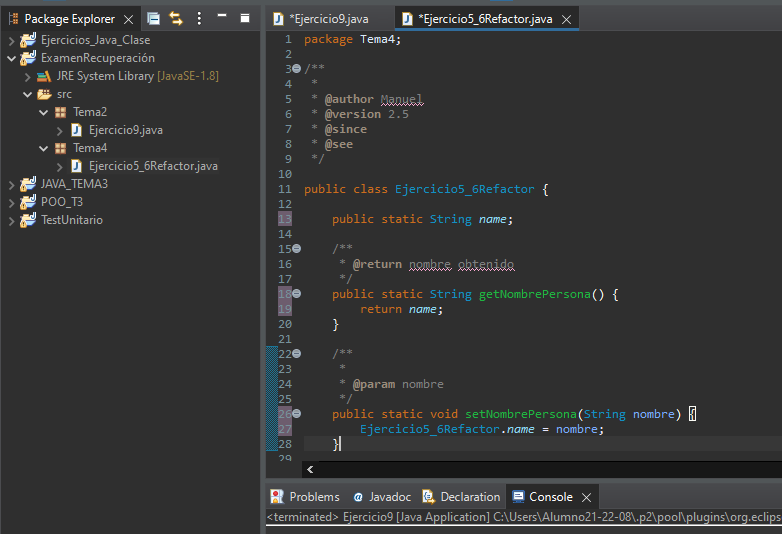 Package Explorer
Ejercicios_Java_Clase
ExamenRecuperación
JRE System Library [JavaSE-1.8]
src
Tema2
Ejercicio9.java
Tema4
Ejercicio5_6Refactor.java
JAVA_TEMA3
POO_T3
TestUnitario
*Ejercicio9.java
*Ejercicio5_6Refactor.java
1 package Tema4;
2
3 /**
4 *
5 * @author Manuel
6 * @version 2.5
7 * @since
8 * @see
9 */
10
11 public class Ejercicio5_6Refactor {
12
13 public static String name;
14
15 /**
16 * @return nombre obtenido
17 */
18 public static String getNombrePersona() {
19 return name;
20 }
21
22 /**
23 *
24 * @param nombre
25 */
26 public static void setNombrePersona(String nombre) {
27 Ejercicio5_6Refactor.name = nombre;
28 }
29
Problems
@ Javadoc
Declaration
Console
<terminated> Ejercicio9 [Java Application] C:\Users\Alumno21-22-08\.p2\pool\plugins\org.eclips